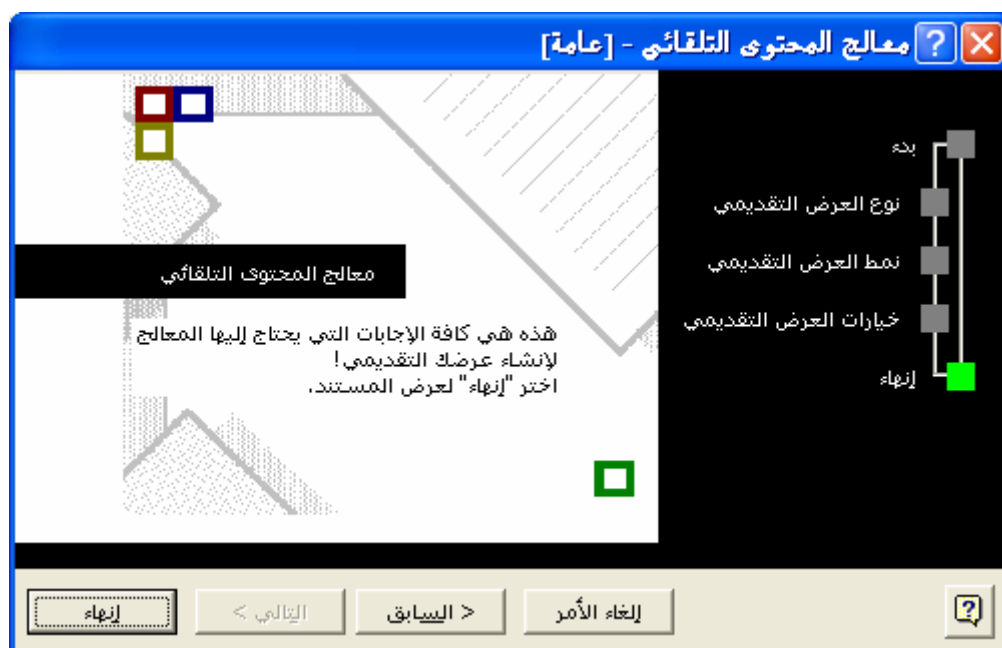 معالج المحتوى التلقائي - [عامة]
بدء
نوع العرض التقديمي
نمط العرض التقديمي
خيارات العرض التقديمي
إنهاء
معالج المحتوى التلقائي
هذه هي كافة الإجابات التي يحتاج إليها المعالج
لإنشاء عرضك التقديمي!
اختر "إنهاء" لعرض المستند.
إلغاء الأمر
< السابق
التالي >
إنهاء